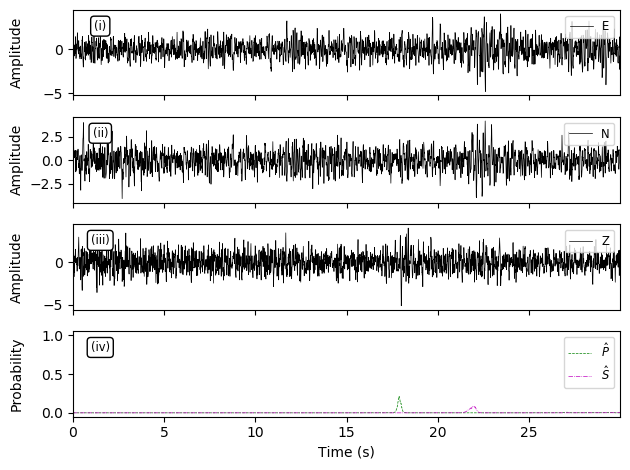 (i)
E
Amplitude
0
−5
(ii)
N
Amplitude
2.5
0.0
−2.5
(iii)
Z
Amplitude
0
−5
(iv)
P̂
Ŝ
Probability
1.0
0.5
0.0
0 5 10 15 20 25
Time (s)